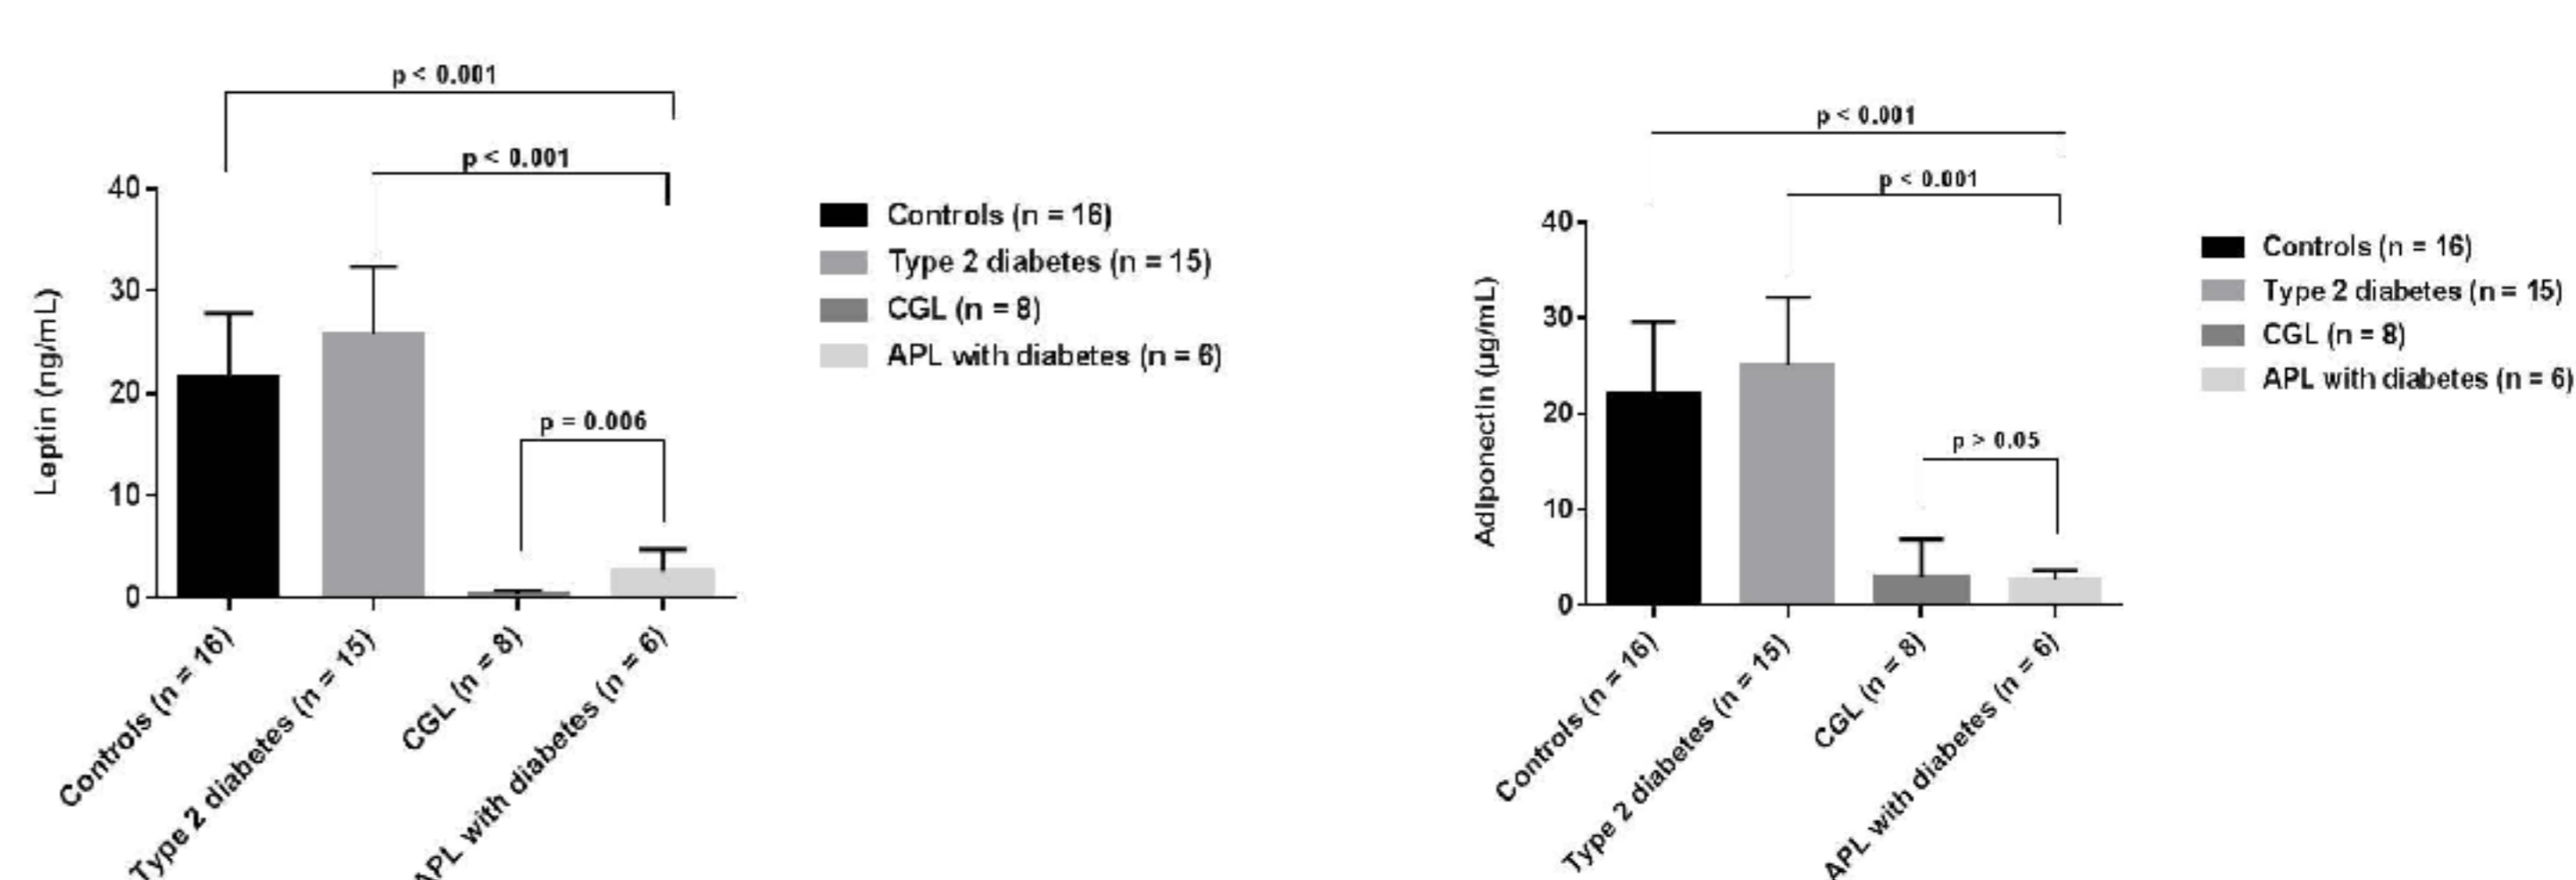 p < 0.001
p < 0.001
p = 0.006
Leptin (ng/mL)
40
30
20
10
0
Controls (n = 16)
Type 2 diabetes (n = 15)
CGL (n = 8)
APL with diabetes (n = 6)
Controls (n = 16)
Type 2 diabetes (n = 15)
CGL (n = 8)
APL with diabetes (n = 6)
p < 0.001
p < 0.001
p > 0.05
Adiponectin (µg/mL)
40
30
20
10
0
Controls (n = 16)
Type 2 diabetes (n = 15)
CGL (n = 8)
APL with diabetes (n = 6)
Controls (n = 16)
Type 2 diabetes (n = 15)
CGL (n = 8)
APL with diabetes (n = 6)